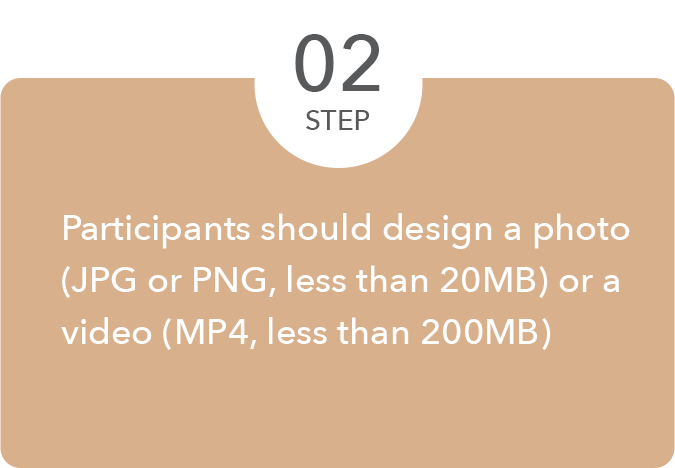 02
STEP
Participants should design a photo
(JPG or PNG, less than 20MB) or a
video (MP4, less than 200MB)